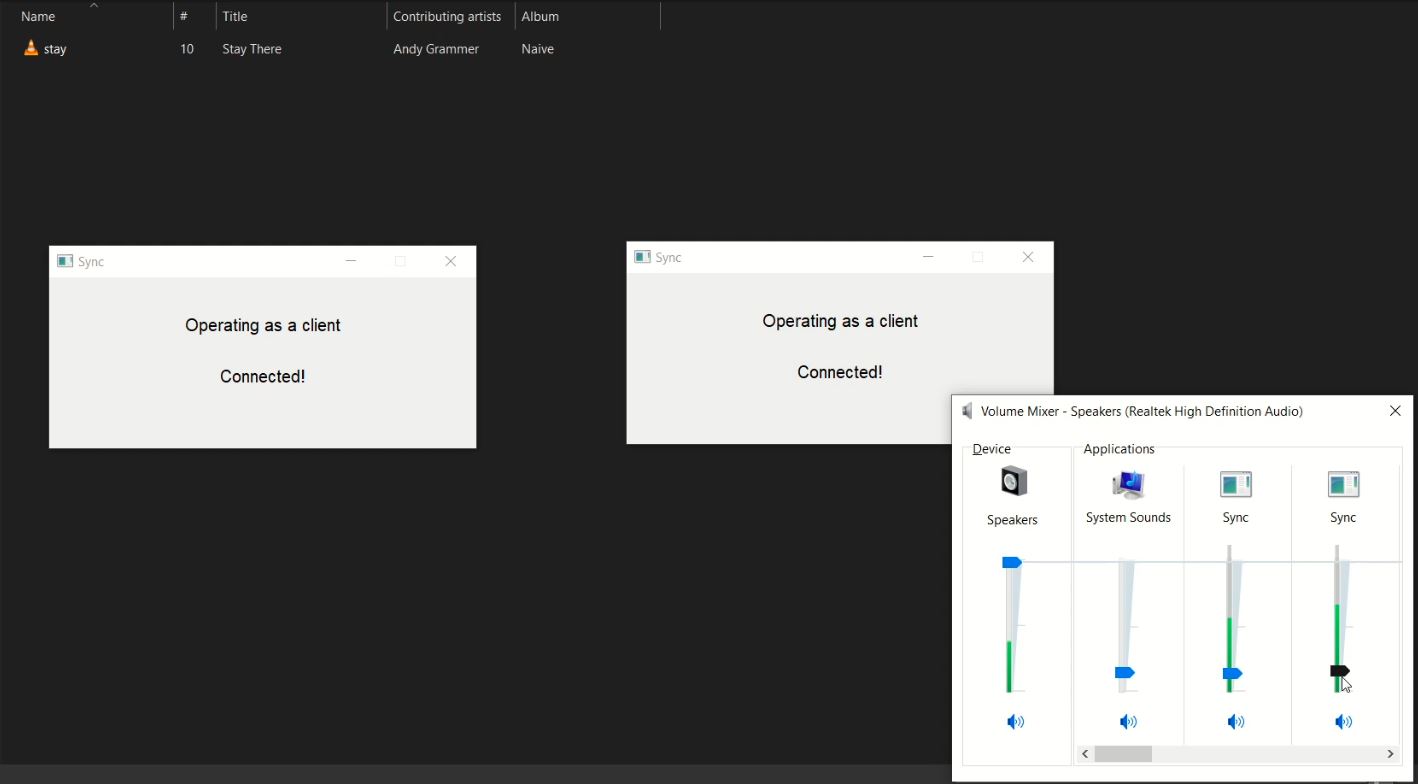 Name # Title Contributing artists Album
stay 10 Stay There Andy Grammer Naive
Sync
Operating as a client
Connected!
Sync
Operating as a client
Connected!
Volume Mixer - Speakers (Realtek High Definition Audio)
Device Applications
Speakers System Sounds Sync Sync